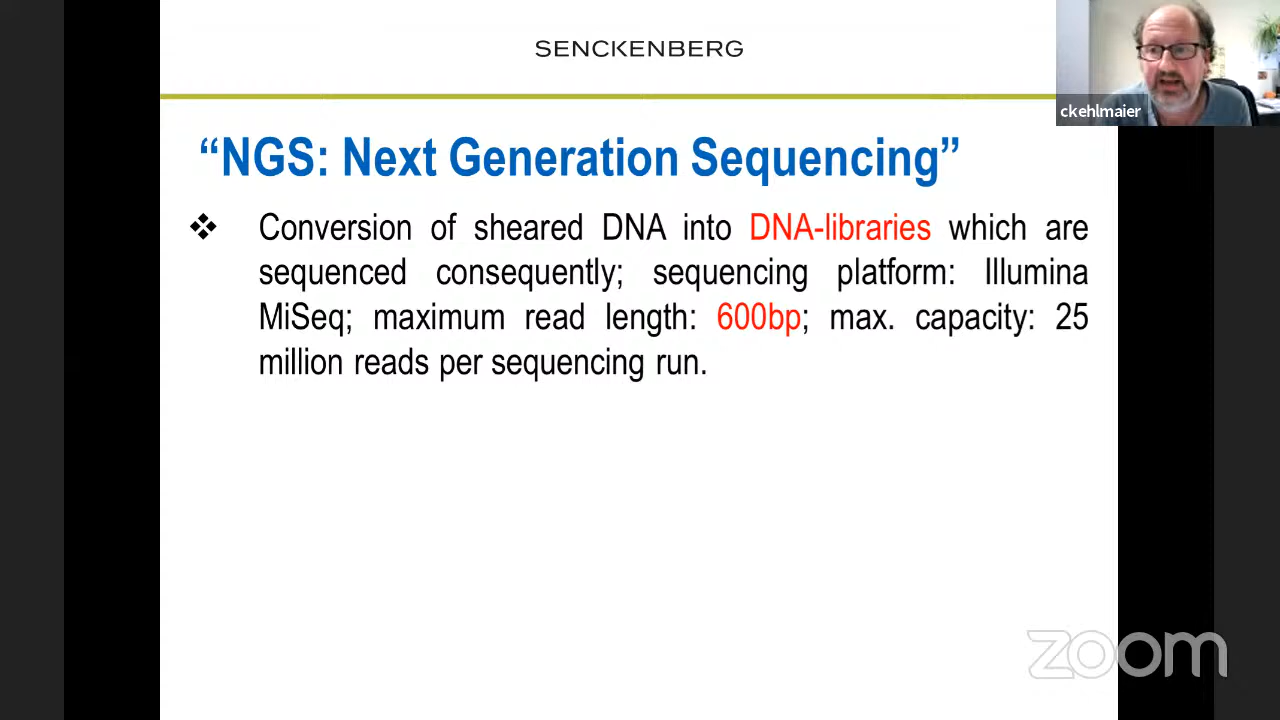 SENCKENBERG
ckehlmaier
“NGS: Next Generation Sequencing”
❖ Conversion of sheared DNA into DNA-libraries which are
sequenced consequently; sequencing platform: Illumina
MiSeq; maximum read length: 600bp; max. capacity: 25
million reads per sequencing run.
zoom